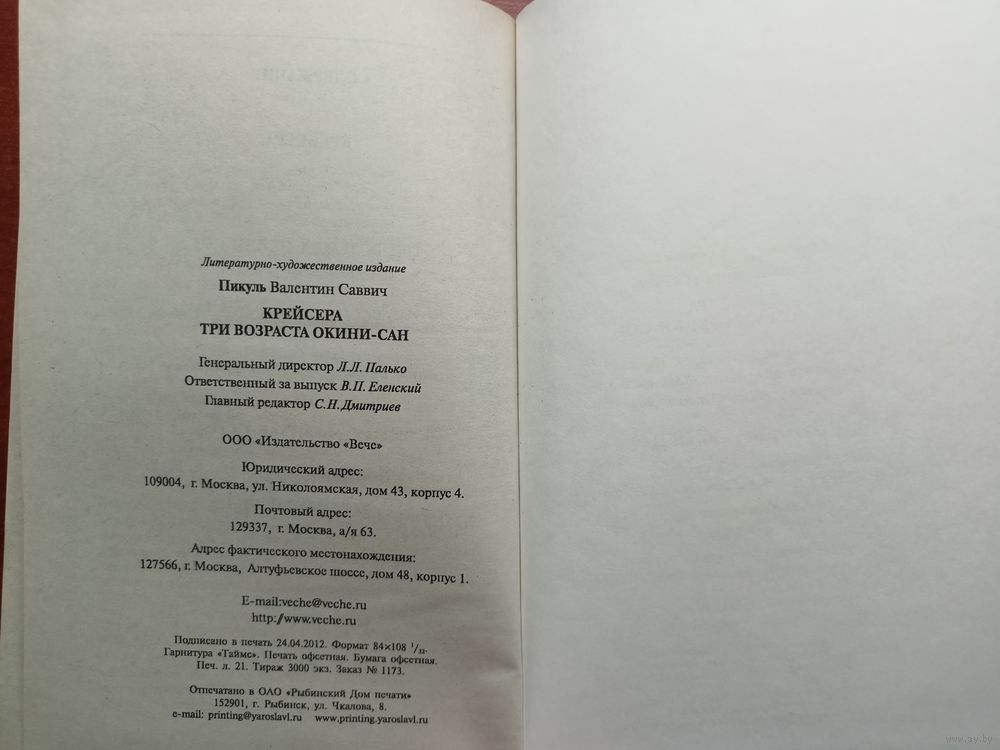 Литературно-художественное издание
Пикуль Валентин Саввич
КРЕЙСЕРА
ТРИ ВОЗРАСТА ОКИНИ-САН
Генеральный директор Л.Л. Палько
Ответственный за выпуск В.П. Еленский
Главный редактор С.Н. Дмитриев
ООО «Издательство «Вече»
Юридический адрес:
109004, г. Москва, ул. Николоямская, дом 43, корпус 4.
Почтовый адрес:
129337, г. Москва, а/я 63.
Адрес фактического местонахождения:
127566, г. Москва, Алтуфьевское шоссе, дом 48, корпус 1.
E-mail:veche@veche.ru
http://www.veche.ru
Подписано в печать 24.04.2012. Формат 84×108 1/32.
Гарнитура «Таймс». Печать офсетная. Бумага офсетная.
Печ. л. 21. Тираж 3000 экз. Заказ № 1173.
Отпечатано в ОАО «Рыбинский Дом печати»
152901, г. Рыбинск, ул. Чкалова, 8.
e-mail: printing@yaroslavl.ru www.printing.yaroslavl.ru
www.ay.by